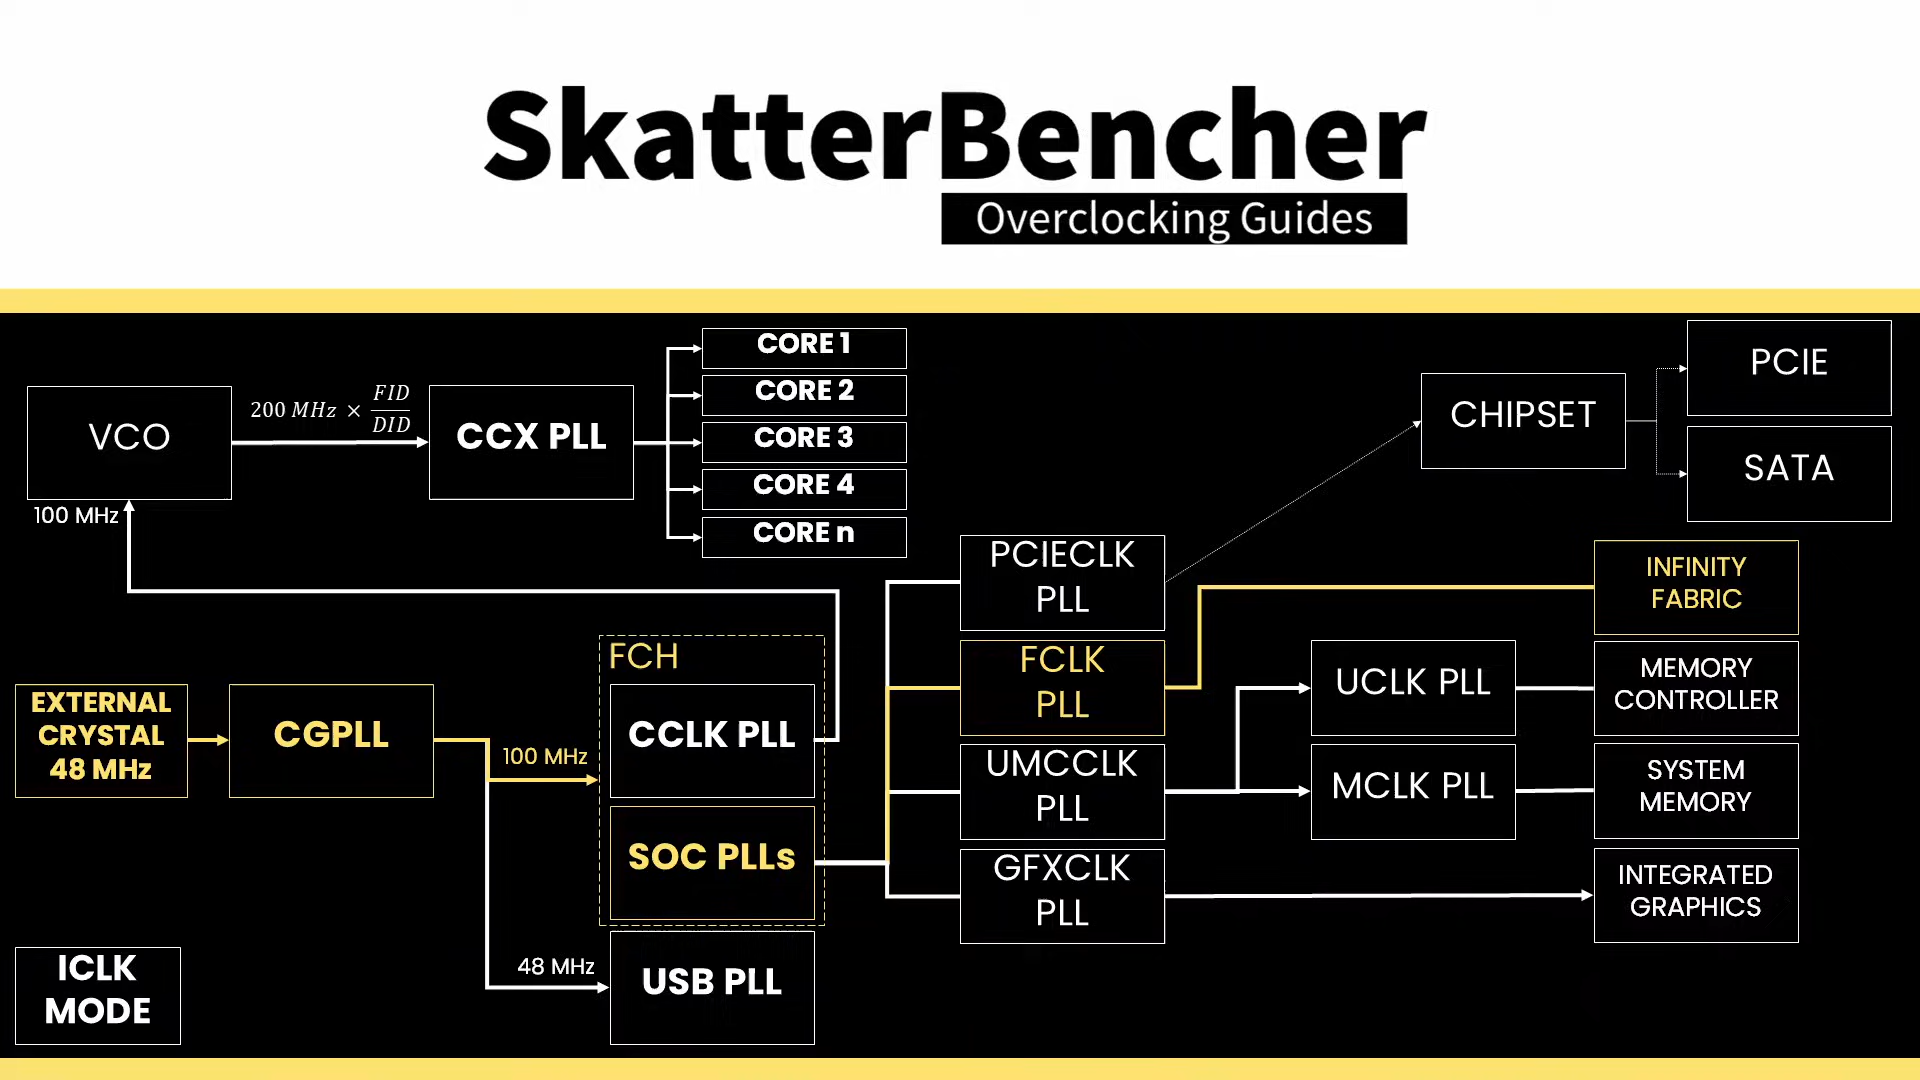 SkatterBencher
Overclocking Guides
VCO
100 MHz
200 MHz × FID/DID
CCX PLL
CORE 1
CORE 2
CORE 3
CORE 4
CORE n
CHIPSET
PCIE
SATA
EXTERNAL
CRYSTAL
48 MHz
CGPLL
100 MHz
48 MHz
FCH
CCLK PLL
SOC PLLs
USB PLL
PCIECLK
PLL
FCLK
PLL
UMCCLK
PLL
GFXCLK
PLL
UCLK PLL
MCLK PLL
INFINITY
FABRIC
MEMORY
CONTROLLER
SYSTEM
MEMORY
INTEGRATED
GRAPHICS
ICLK
MODE